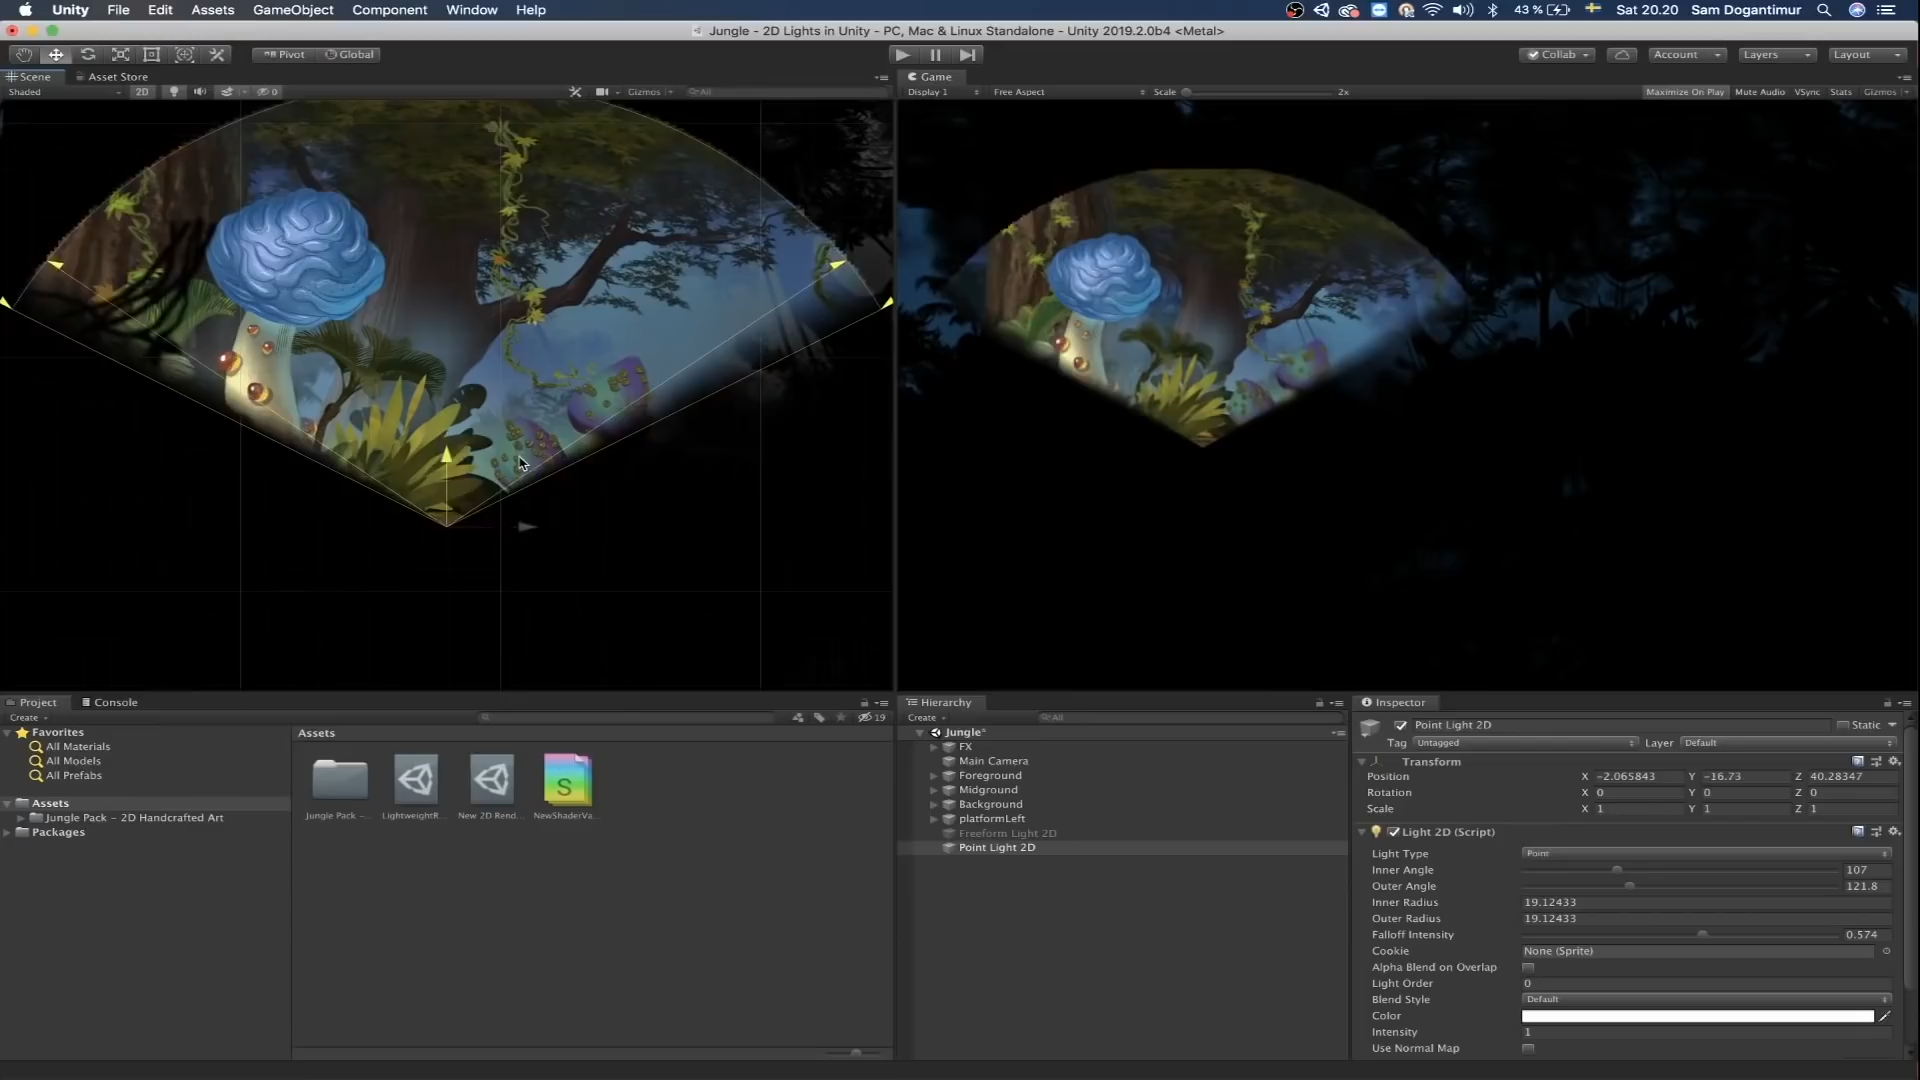 Unity File Edit Assets GameObject Component Window Help 43 % Sat 20.20 Sam Dogantimur
Jungle - 2D Lights in Unity - PC, Mac & Linux Standalone - Unity 2019.2.0b4 <Metal>
Pivot Global Collab Account Layers Layout
Scene Asset Store Game
Shaded 2D 0 Gizmos All Display 1 Free Aspect Scale 2x Maximize On Play Mute Audio VSync Stats Gizmos
Project Console
Create 19
Favorites
All Materials
All Models
All Prefabs
Assets
Jungle Pack - 2D Handcrafted Art
Packages
Assets
Jungle Pack -...
LightweightR...
New 2D Rend...
NewShaderVa...
Hierarchy
Create All
Jungle*
FX
Main Camera
Foreground
Midground
Background
platformLeft
Freeform Light 2D
Point Light 2D
Inspector
Point Light 2D Static
Tag Untagged Layer Default
Transform
Position X -2.065843 Y -16.73 Z 40.28347
Rotation X 0 Y 0 Z 0
Scale X 1 Y 1 Z 1
Light 2D (Script)
Light Type Point
Inner Angle 107
Outer Angle 121.8
Inner Radius 19.12433
Outer Radius 19.12433
Falloff Intensity 0.574
Cookie None (Sprite)
Alpha Blend on Overlap
Light Order 0
Blend Style Default
Color
Intensity 1
Use Normal Map